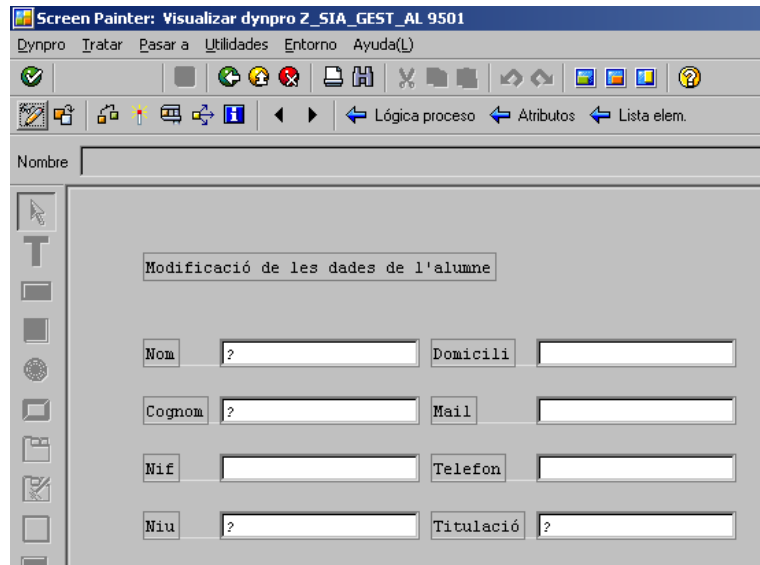 Screen Painter: Visualizar dynpro Z_SIA_GEST_AL 9501
Dynpro Tratar Pasar a Utilidades Entorno Ayuda(L)
Lógica proceso Atributos Lista elem.
Nombre
Modificació de les dades de l'alumne
Nom ? Domicili
Cognom ? Mail
Nif Telefon
Niu ? Titulació ?